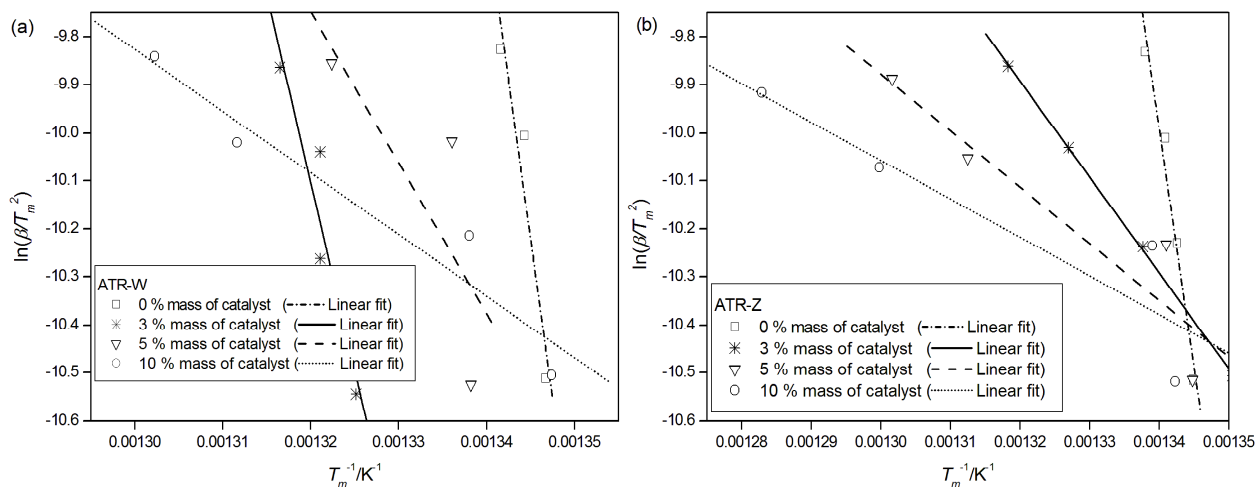 (a)
-9.8
-9.9
-10.0
-10.1
-10.2
-10.3
-10.4
-10.5
-10.6
ln(β/Tm²)
ATR-W
0 % mass of catalyst ( Linear fit)
3 % mass of catalyst ( Linear fit)
5 % mass of catalyst ( Linear fit)
10 % mass of catalyst ( Linear fit)
0.00130 0.00131 0.00132 0.00133 0.00134 0.00135
Tm⁻¹/K⁻¹
(b)
-9.8
-9.9
-10.0
-10.1
-10.2
-10.3
-10.4
-10.5
-10.6
ln(β/Tm²)
ATR-Z
0 % mass of catalyst ( Linear fit)
3 % mass of catalyst ( Linear fit)
5 % mass of catalyst ( Linear fit)
10 % mass of catalyst ( Linear fit)
0.00128 0.00129 0.00130 0.00131 0.00132 0.00133 0.00134 0.00135
Tm⁻¹/K⁻¹